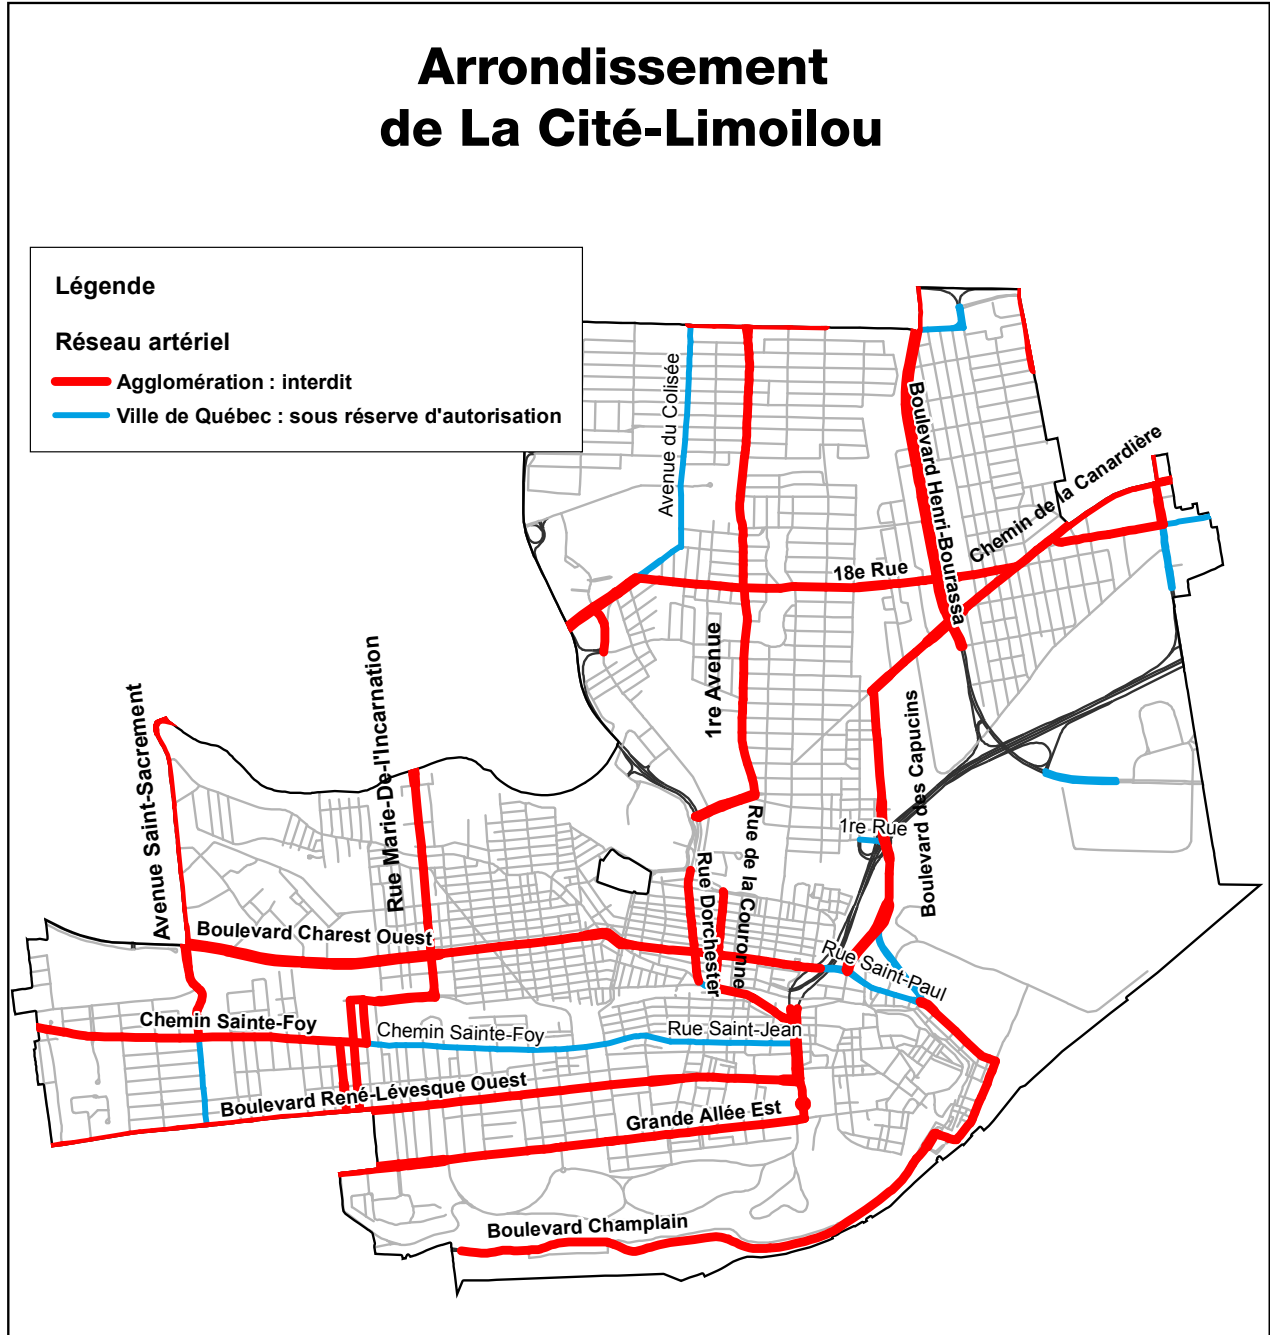 Arrondissement
de La Cité-Limoilou
Légende
Réseau artériel
Agglomération : interdit
Ville de Québec : sous réserve d'autorisation
Avenue du Colisée
Boulevard Henri-Bourassa
Chemin de la Canardière
18e Rue
1re Avenue
Rue Marie-De-l'Incarnation
Avenue Saint-Sacrement
Boulevard des Capucins
1re Rue
Rue de la Couronne
Rue Dorchester
Boulevard Charest Ouest
Rue Saint-Paul
Chemin Sainte-Foy
Chemin Sainte-Foy
Rue Saint-Jean
Boulevard René-Lévesque Ouest
Grande Allée Est
Boulevard Champlain